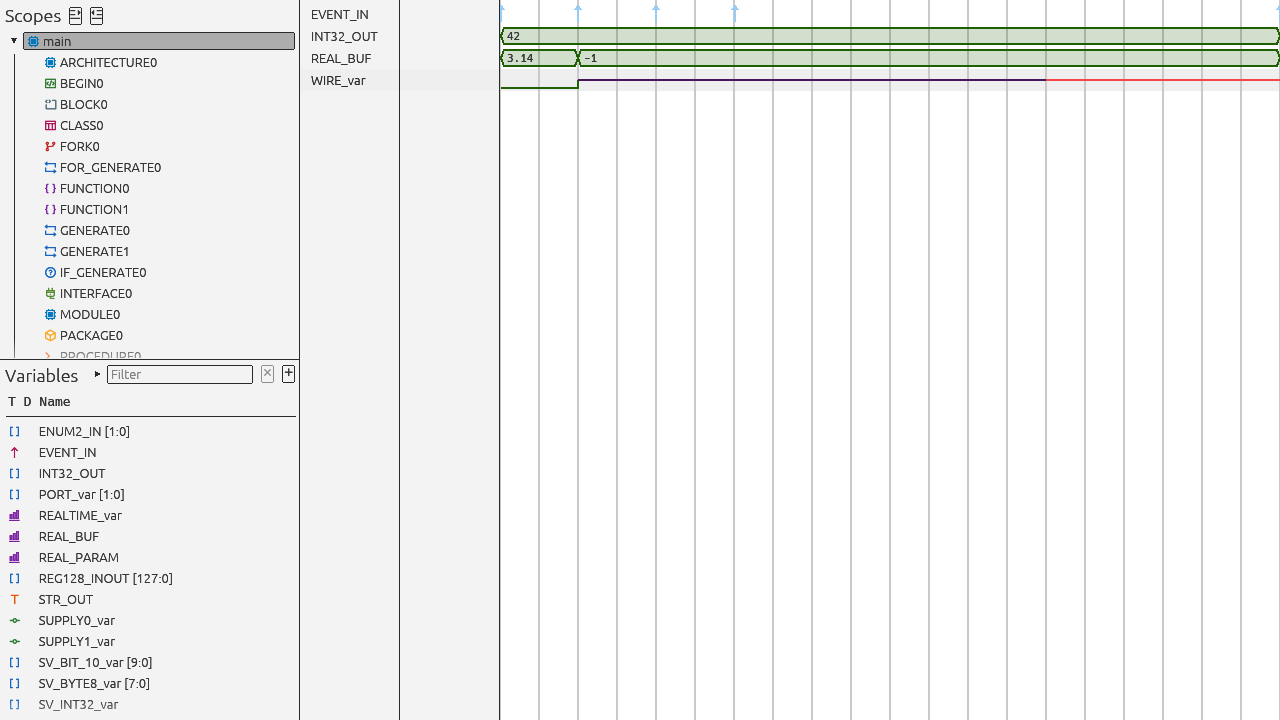 Scopes
main
ARCHITECTURE0
BEGIN0
BLOCK0
CLASS0
FORK0
FOR_GENERATE0
FUNCTION0
FUNCTION1
GENERATE0
GENERATE1
IF_GENERATE0
INTERFACE0
MODULE0
PACKAGE0
PROCEDURE0
Variables Filter
T D Name
ENUM2_IN [1:0]
EVENT_IN
INT32_OUT
PORT_var [1:0]
REALTIME_var
REAL_BUF
REAL_PARAM
REG128_INOUT [127:0]
STR_OUT
SUPPLY0_var
SUPPLY1_var
SV_BIT_10_var [9:0]
SV_BYTE8_var [7:0]
SV_INT32_var
EVENT_IN
INT32_OUT 42
REAL_BUF 3.14 -1
WIRE_var